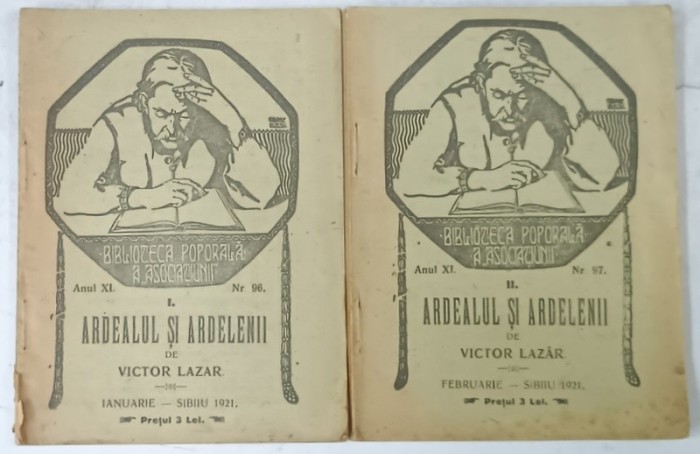 BIBLIOTECA POPORALĂ
A „ASOCIAŢIUNII”
Anul XI. Nr 96.
I.
ARDEALUL ŞI ARDELENII
DE
VICTOR LAZAR
IANUARIE — SIBIIU 1921.
Preţul 3 Lei.
BIBLIOTECA POPORALĂ
A „ASOCIAŢIUNII”
Anul XI. Nr 97.
II.
ARDEALUL ŞI ARDELENII
DE
VICTOR LAZĂR
FEBRUARIE — SIBIIU 1921.
Preţul 3 Lei.